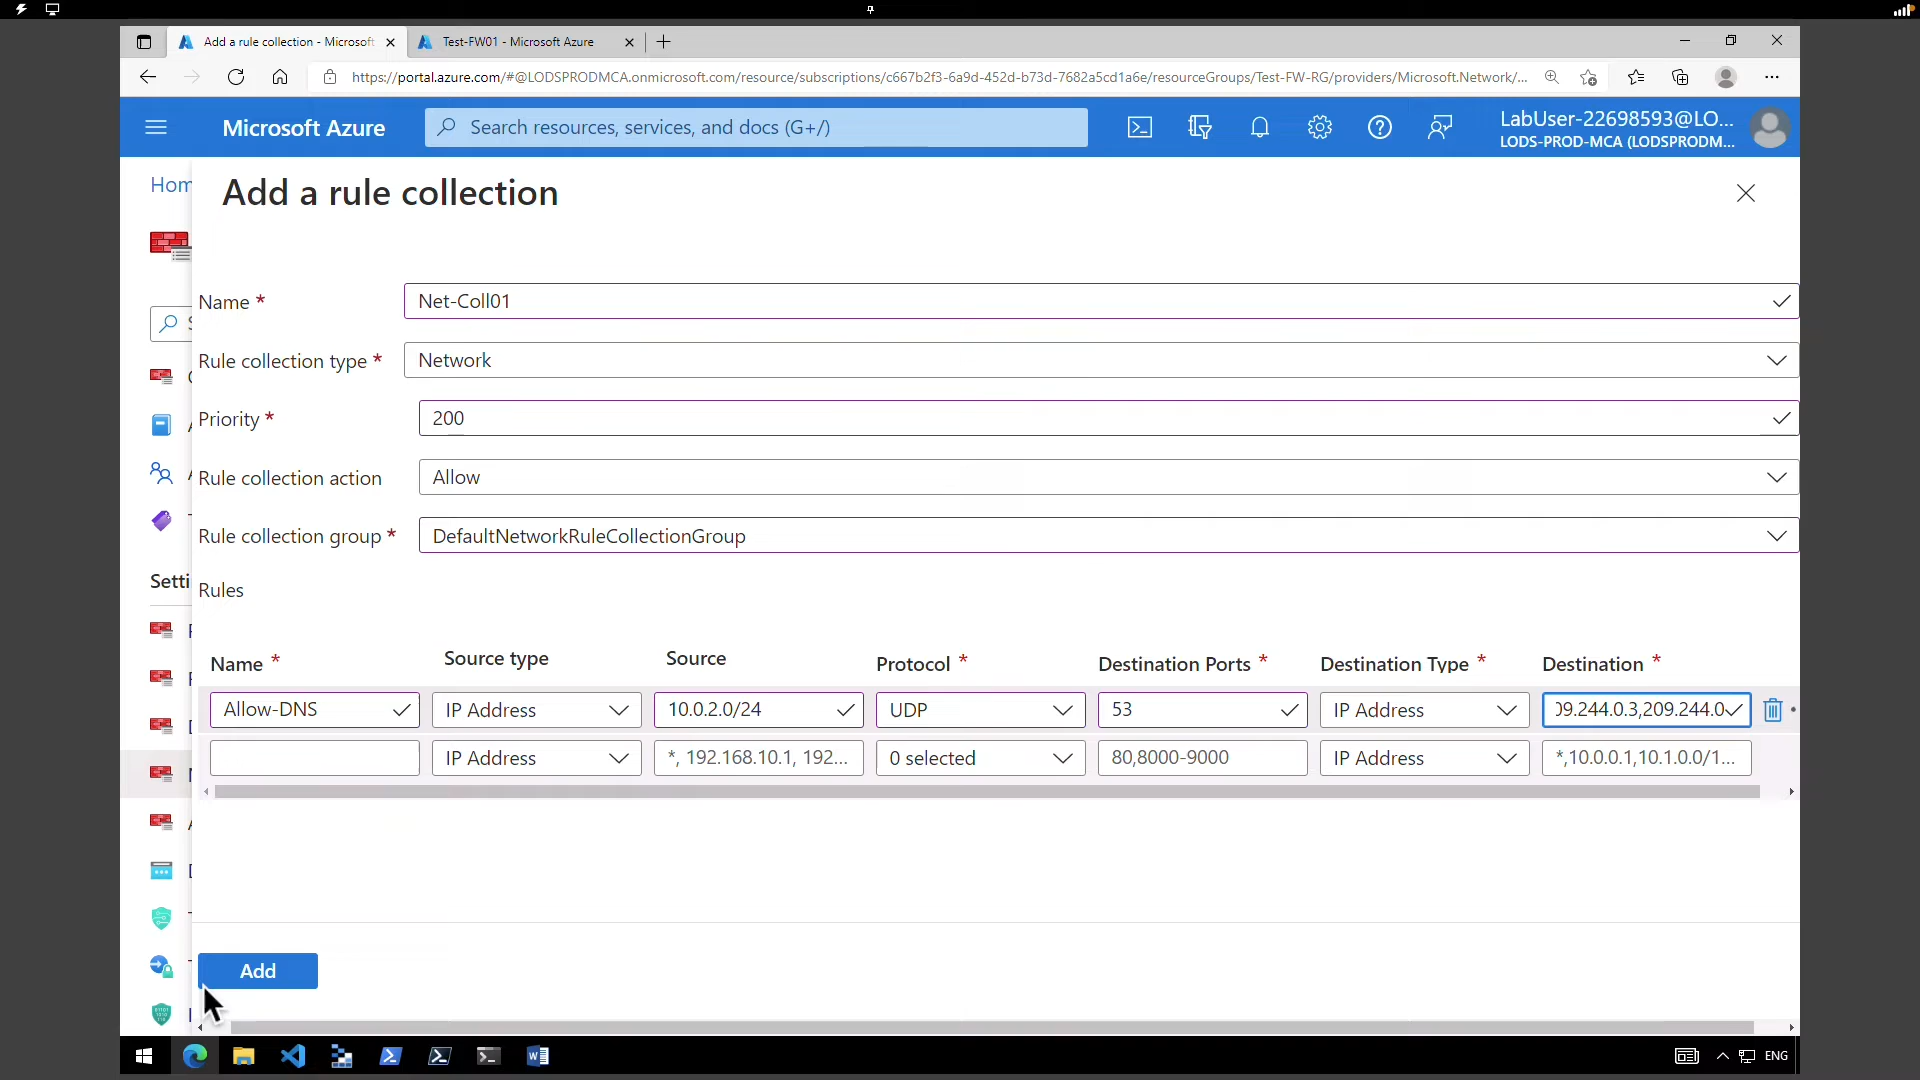 Add a rule collection - Microsoft
Test-FW01 - Microsoft Azure
https://portal.azure.com/#@LODSPRODMCA.onmicrosoft.com/resource/subscriptions/c667b2f3-6a9d-452d-b73d-7682a5cd1a6e/resourceGroups/Test-FW-RG/providers/Microsoft.Network/...
Microsoft Azure
Search resources, services, and docs (G+/)
LabUser-22698593@LO...
LODS-PROD-MCA (LODSPRODM...
Hom
Add a rule collection
Name *
Net-Coll01
Rule collection type *
Network
Priority *
200
Rule collection action
Allow
Rule collection group *
DefaultNetworkRuleCollectionGroup
Setti
Rules
Name * Source type Source Protocol * Destination Ports * Destination Type * Destination *
Allow-DNS IP Address 10.0.2.0/24 UDP 53 IP Address 09.244.0.3,209.244.0
IP Address *, 192.168.10.1, 192... 0 selected 80,8000-9000 IP Address *,10.0.0.1,10.1.0.0/1...
Add
ENG